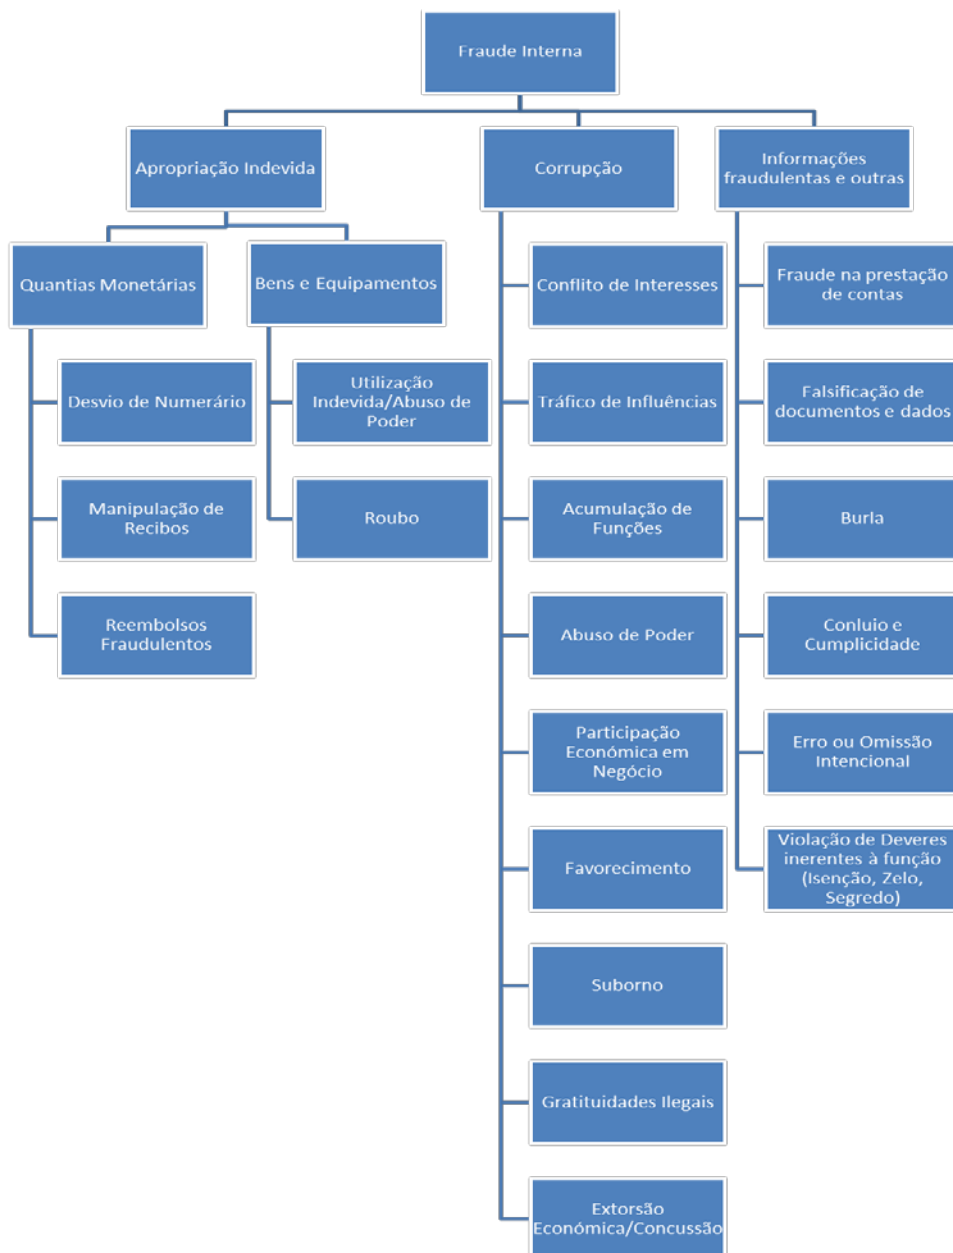 Fraude Interna
Apropriação Indevida
Corrupção
Informações
fraudulentas e outras
Quantias Monetárias
Bens e Equipamentos
Desvio de Numerário
Manipulação de
Recibos
Reembolsos
Fraudulentos
Utilização
Indevida/Abuso de
Poder
Roubo
Conflito de Interesses
Tráfico de Influências
Acumulação de
Funções
Abuso de Poder
Participação
Económica em
Negócio
Favorecimento
Suborno
Gratituidades Ilegais
Extorsão
Económica/Concussão
Fraude na prestação
de contas
Falsificação de
documentos e dados
Burla
Conluio e
Cumplicidade
Erro ou Omissão
Intencional
Violação de Deveres
inerentes à função
(Isenção, Zelo,
Segredo)